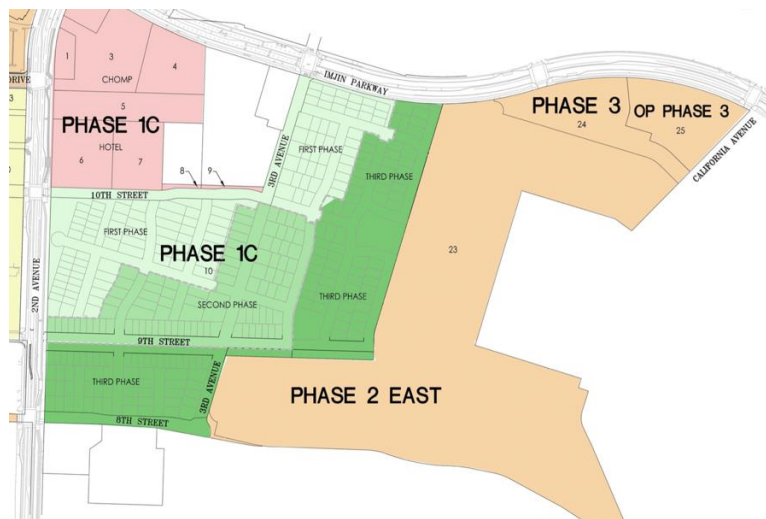 IMJIN PARKWAY
1
3
4
CHOMP
DRIVE
5
PHASE 1C
HOTEL
6
7
8
9
10TH STREET
3RD AVENUE
FIRST PHASE
THIRD PHASE
PHASE 3
24
OP PHASE 3
25
CALIFORNIA AVENUE
FIRST PHASE
PHASE 1C
10
23
2ND AVENUE
SECOND PHASE
THIRD PHASE
9TH STREET
THIRD PHASE
3RD AVENUE
PHASE 2 EAST
8TH STREET